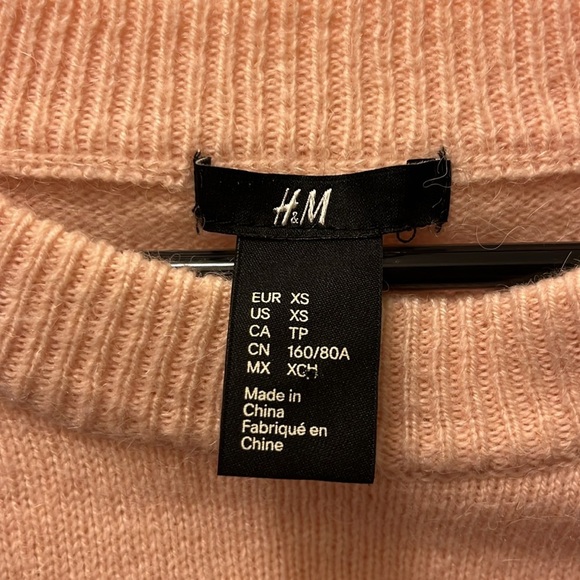 H&M
EUR XS
US XS
CA TP
CN 160/80A
MX XCH
Made in
China
Fabriqué en
Chine